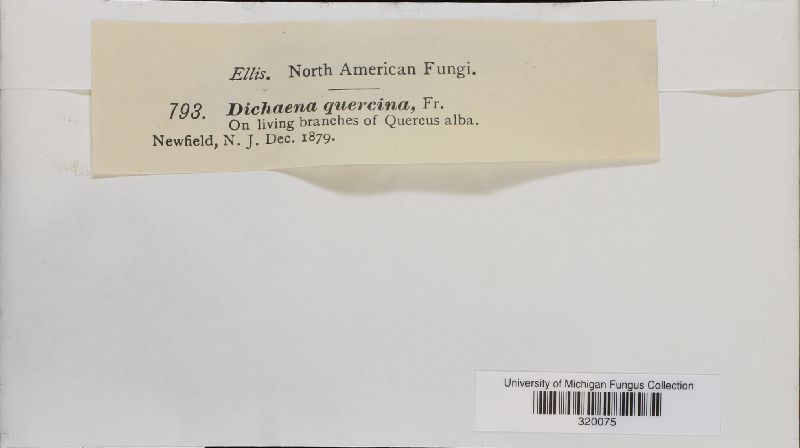 Ellis. North American Fungi.
793. Dichaena quercina, Fr.
On living branches of Quercus alba.
Newfield, N. J. Dec. 1879.
University of Michigan Fungus Collection
320075